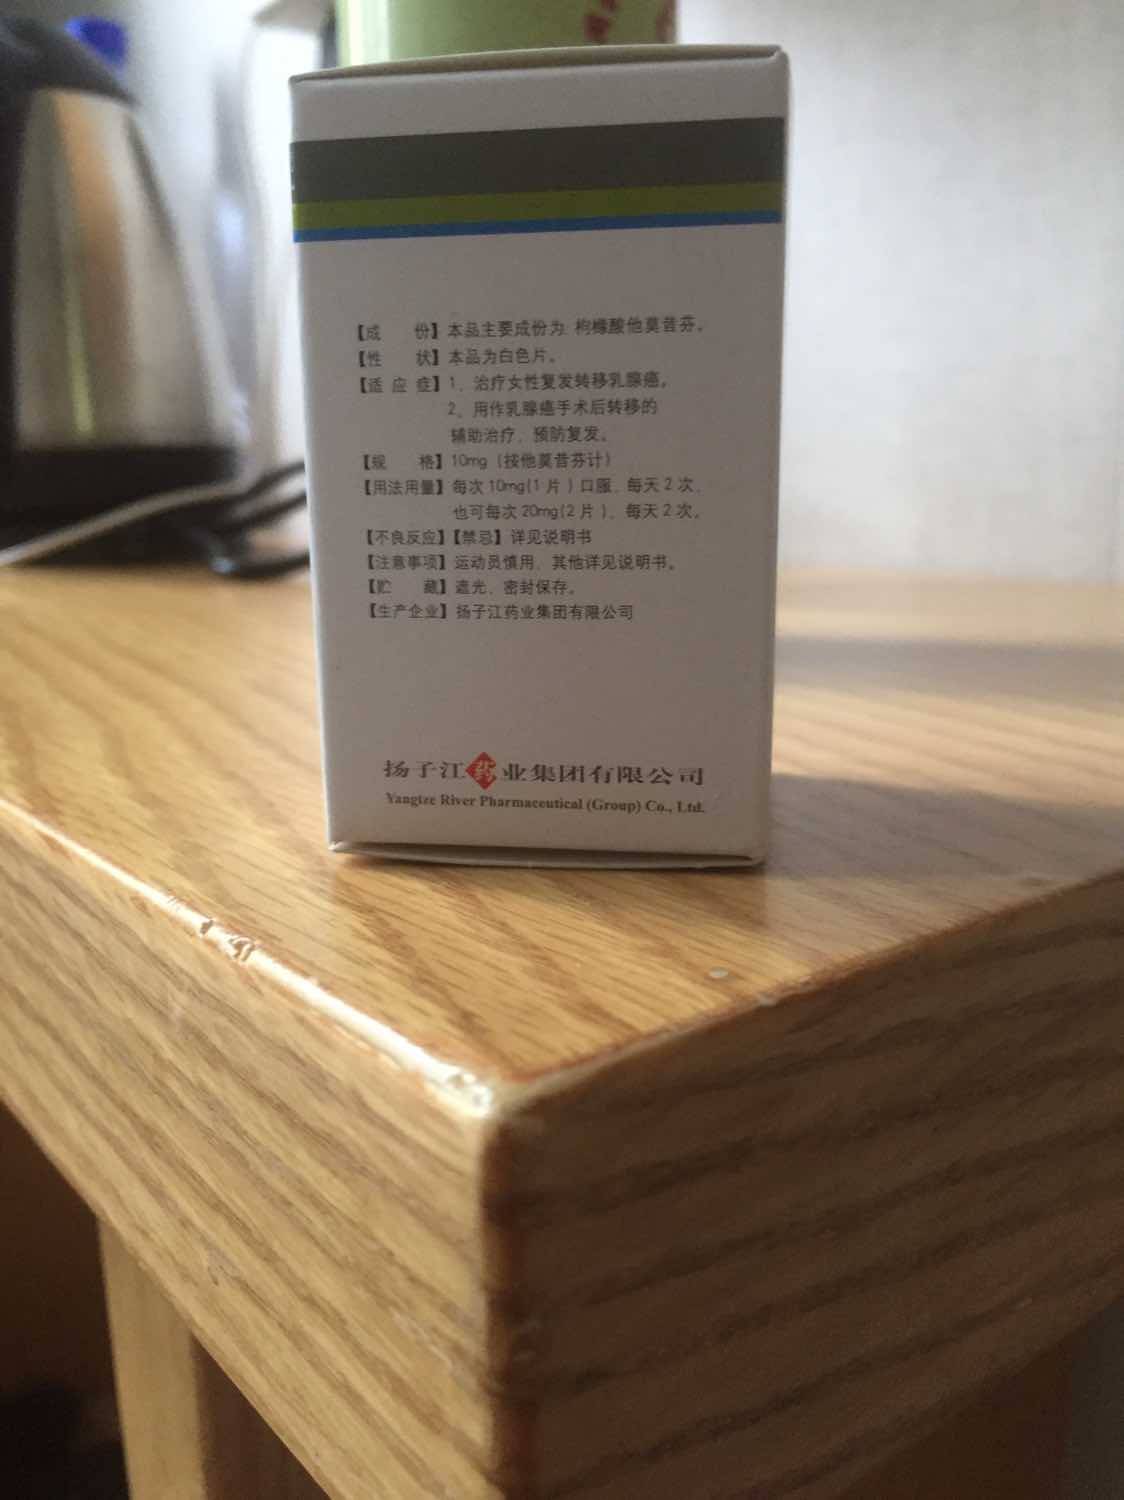 【成 份】本品主要成份为：枸橼酸他莫昔芬。
【性 状】本品为白色片。
【适 应 症】1、治疗女性复发转移乳腺癌。
2、用作乳腺癌手术后转移的
辅助治疗，预防复发。
【规 格】10mg（按他莫昔芬计）
【用法用量】每次10mg(1片）口服，每天2次，
也可每次20mg(2片），每天2次。
【不良反应】【禁忌】详见说明书
【注意事项】运动员慎用，其他详见说明书。
【贮 藏】遮光，密封保存。
【生产企业】扬子江药业集团有限公司
扬子江药业集团有限公司
Yangtze River Pharmaceutical (Group) Co., Ltd.